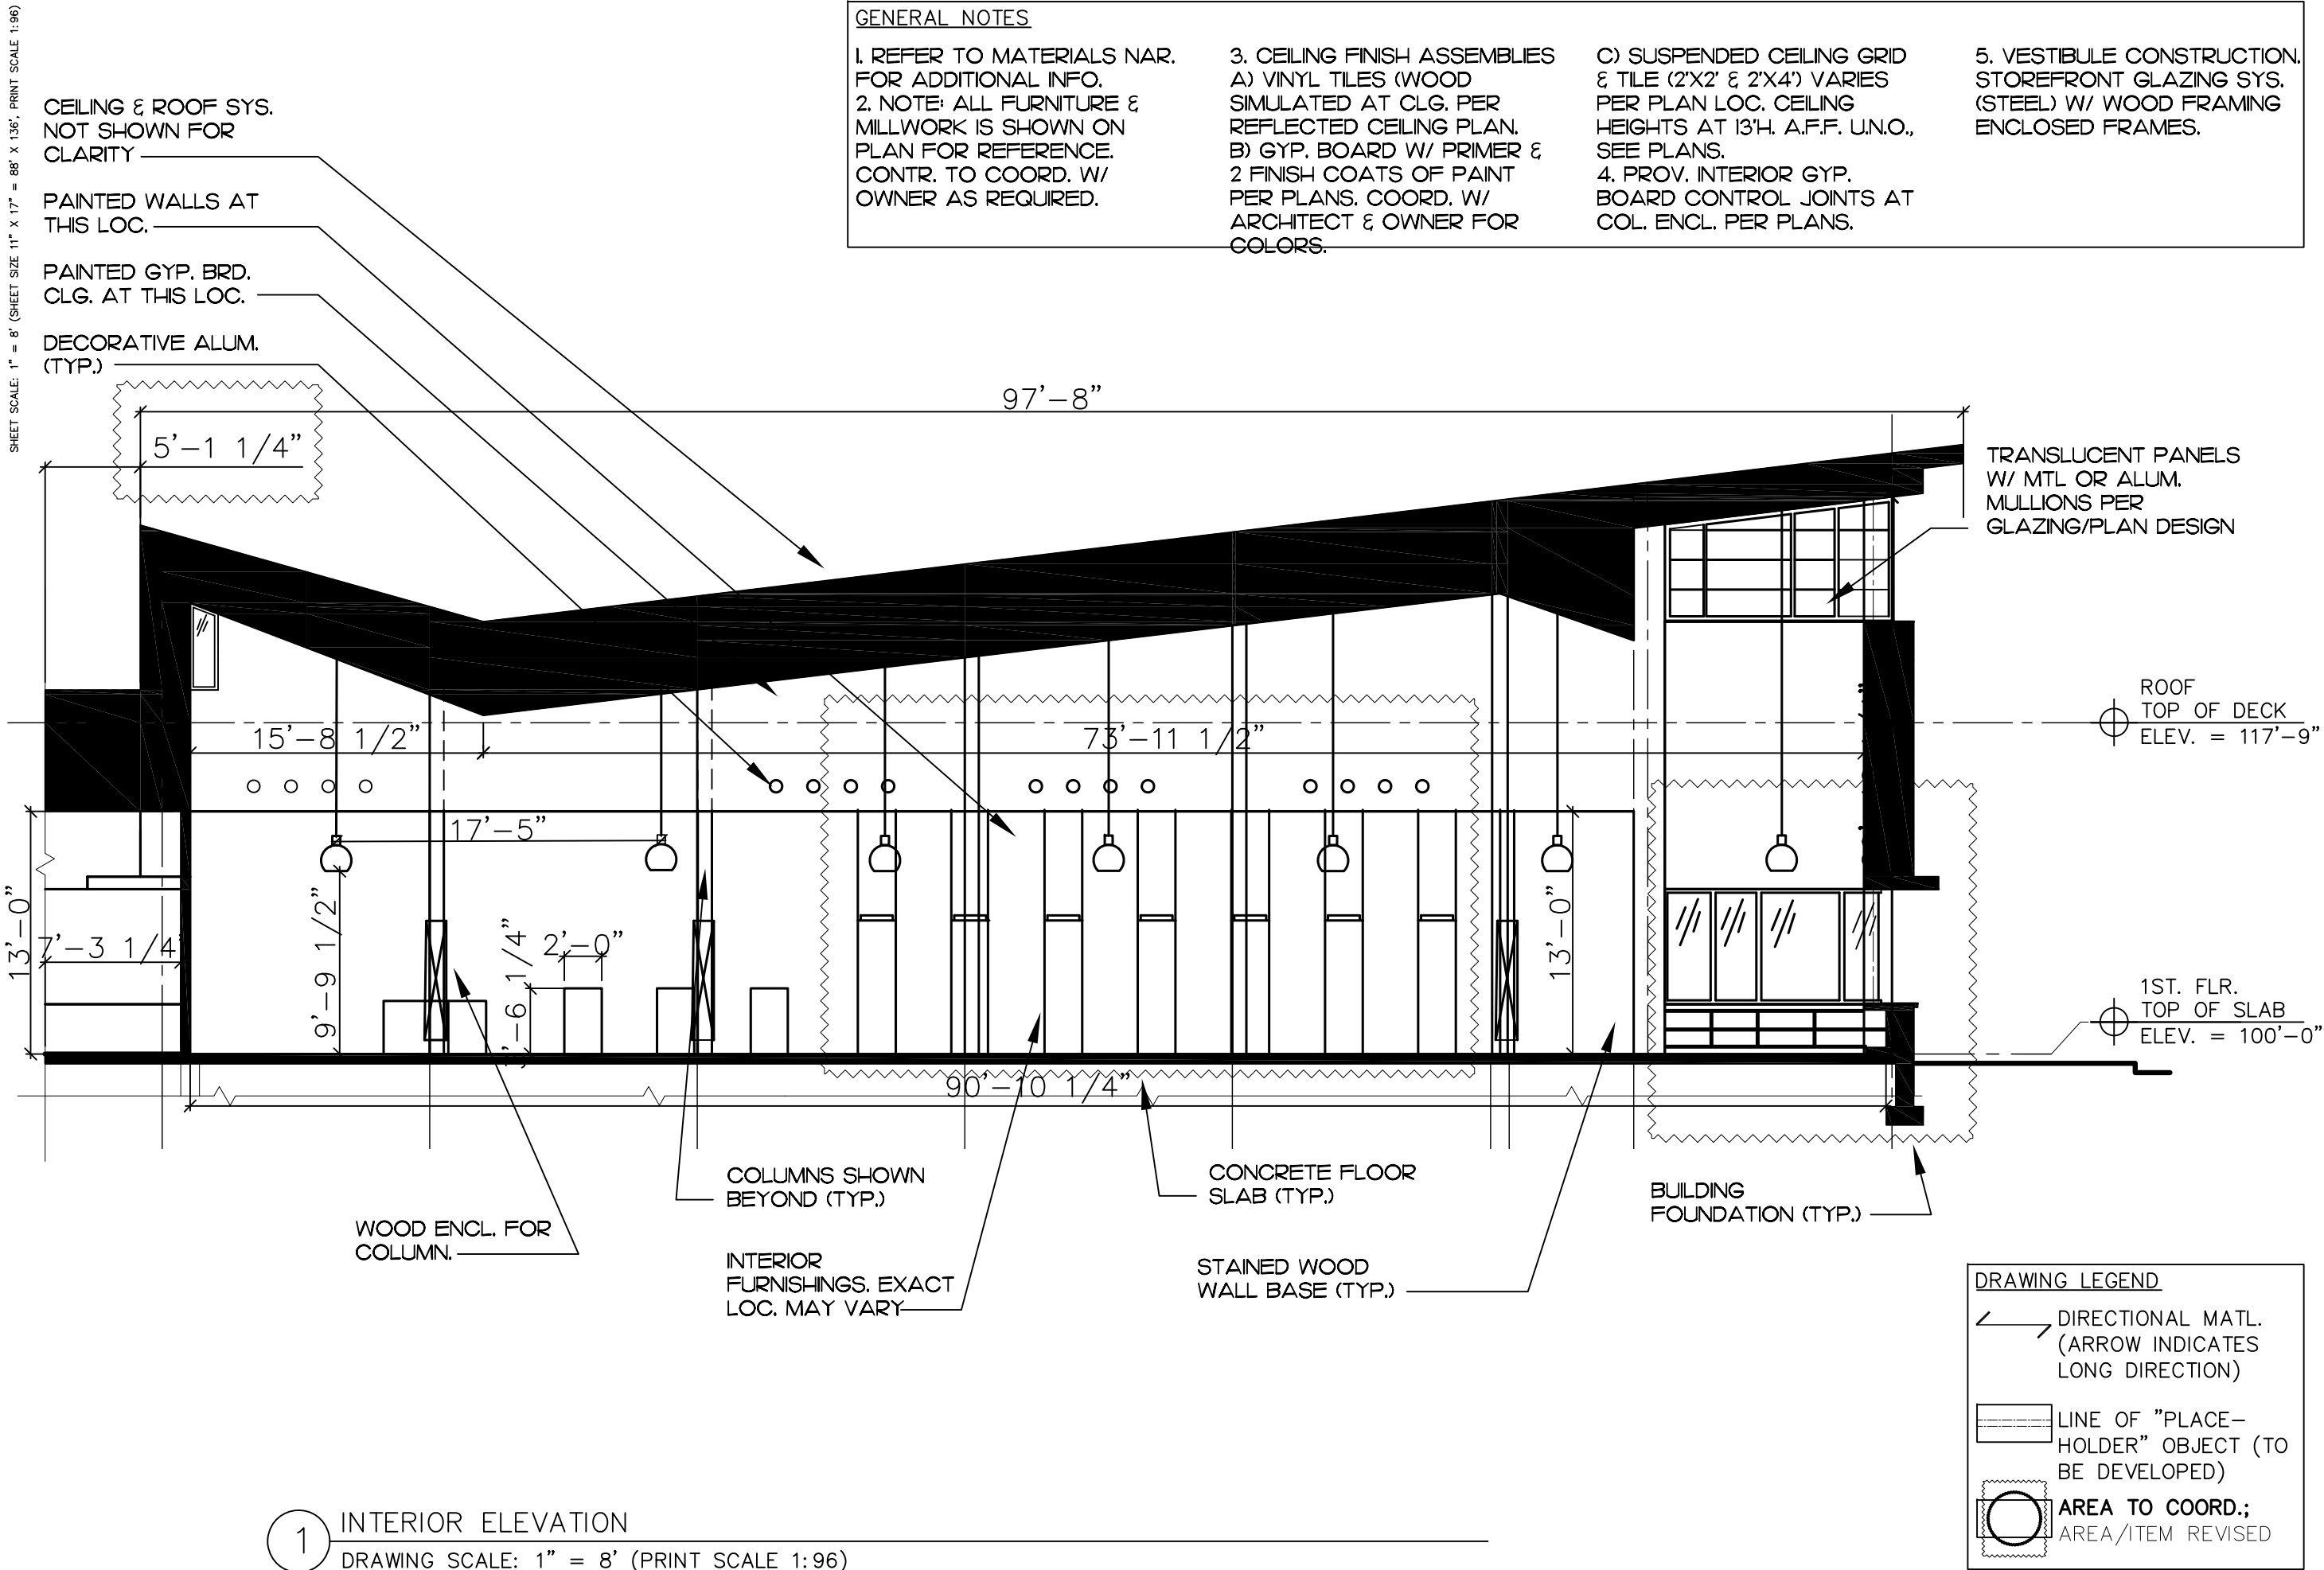 SHEET SCALE: 1" = 8' (SHEET SIZE 11" X 17" = 88' X 136', PRINT SCALE 1:96)
GENERAL NOTES
1. REFER TO MATERIALS NAR.
FOR ADDITIONAL INFO.
2. NOTE: ALL FURNITURE &
MILLWORK IS SHOWN ON
PLAN FOR REFERENCE.
CONTR. TO COORD. W/
OWNER AS REQUIRED.
3. CEILING FINISH ASSEMBLIES
A) VINYL TILES (WOOD
SIMULATED AT CLG. PER
REFLECTED CEILING PLAN.
B) GYP. BOARD W/ PRIMER &
2 FINISH COATS OF PAINT
PER PLANS. COORD. W/
ARCHITECT & OWNER FOR
COLORS.
C) SUSPENDED CEILING GRID
& TILE (2'X2' & 2'X4') VARIES
PER PLAN LOC. CEILING
HEIGHTS AT 13'H. A.F.F. U.N.O.,
SEE PLANS.
4. PROV. INTERIOR GYP.
BOARD CONTROL JOINTS AT
COL. ENCL. PER PLANS.
5. VESTIBULE CONSTRUCTION.
STOREFRONT GLAZING SYS.
(STEEL) W/ WOOD FRAMING
ENCLOSED FRAMES.
CEILING & ROOF SYS.
NOT SHOWN FOR
CLARITY
PAINTED WALLS AT
THIS LOC.
PAINTED GYP. BRD.
CLG. AT THIS LOC.
DECORATIVE ALUM.
(TYP.)
97'-8"
5'-1 1/4"
TRANSLUCENT PANELS
W/ MTL OR ALUM.
MULLIONS PER
GLAZING/PLAN DESIGN
ROOF
TOP OF DECK
ELEV. = 117'-9"
15'-8 1/2"
73'-11 1/2"
17'-5"
13'-0"
7'-3 1/4
9'-9 1/2"
'-6 1/4"
2'-0"
13'-0"
1ST. FLR.
TOP OF SLAB
ELEV. = 100'-0"
90'-10 1/4"
COLUMNS SHOWN
BEYOND (TYP.)
CONCRETE FLOOR
SLAB (TYP.)
BUILDING
FOUNDATION (TYP.)
WOOD ENCL. FOR
COLUMN.
INTERIOR
FURNISHINGS. EXACT
LOC. MAY VARY
STAINED WOOD
WALL BASE (TYP.)
DRAWING LEGEND
DIRECTIONAL MATL.
(ARROW INDICATES
LONG DIRECTION)
LINE OF "PLACE-
HOLDER" OBJECT (TO
BE DEVELOPED)
AREA TO COORD.;
AREA/ITEM REVISED
1
INTERIOR ELEVATION
DRAWING SCALE: 1" = 8' (PRINT SCALE 1:96)